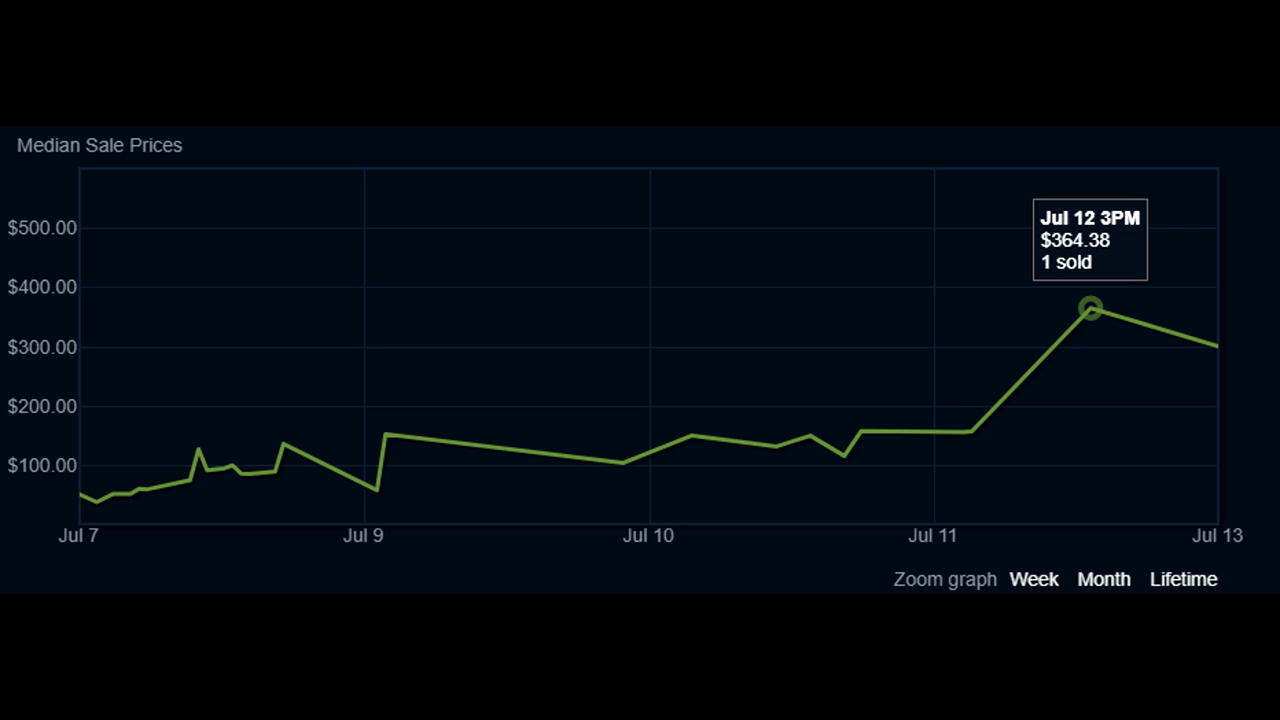 Median Sale Prices
$500.00
$400.00
$300.00
$200.00
$100.00
Jul 12 3PM
$364.38
1 sold
Jul 7 Jul 9 Jul 10 Jul 11 Jul 13
Zoom graph Week Month Lifetime